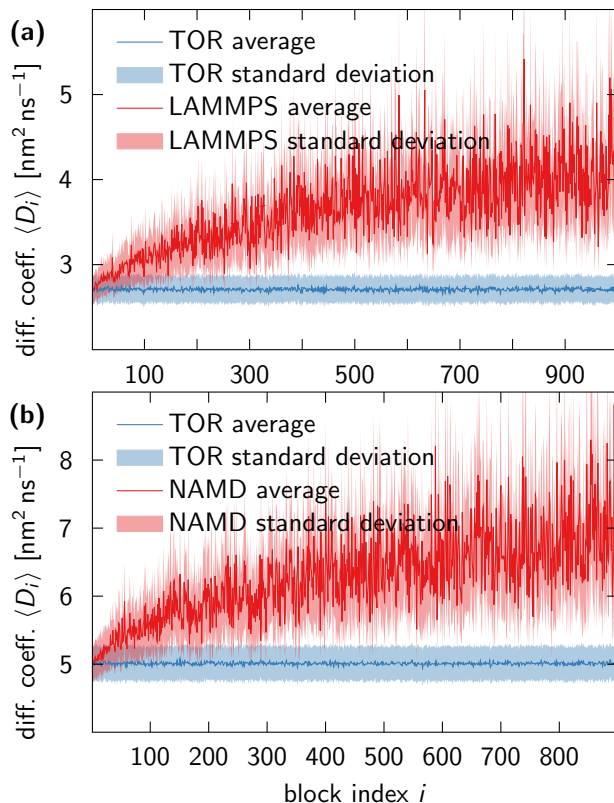 (a)
TOR average
TOR standard deviation
LAMMPS average
LAMMPS standard deviation
diff. coeff. ⟨Dᵢ⟩ [nm² ns⁻¹]
5
4
3
100 300 500 700 900
(b)
TOR average
TOR standard deviation
NAMD average
NAMD standard deviation
diff. coeff. ⟨Dᵢ⟩ [nm² ns⁻¹]
8
7
6
5
100 200 300 400 500 600 700 800
block index i